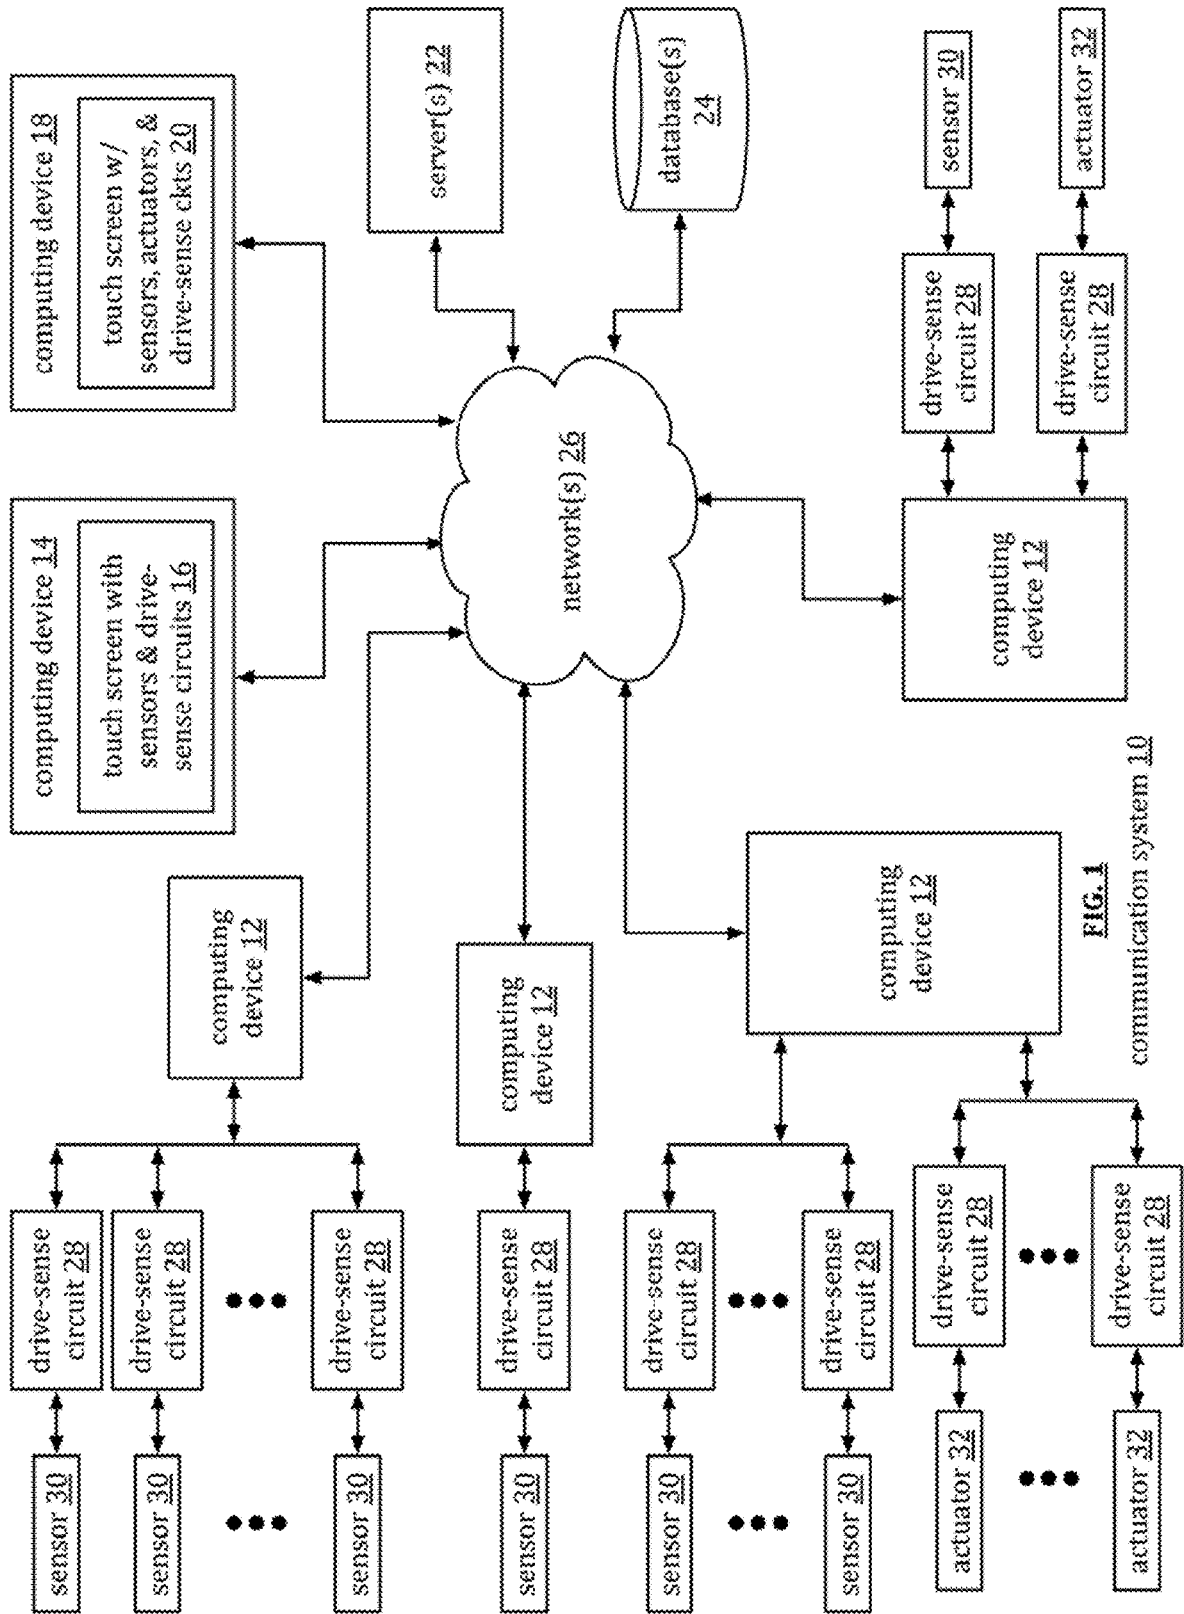 sensor 30
drive-sense
circuit 28
sensor 30
drive-sense
circuit 28
sensor 30
drive-sense
circuit 28
computing
device 12
computing device 14
touch screen with
sensors & drive-
sense circuits 16
computing device 18
touch screen w/
sensors, actuators, &
drive-sense ckts 20
sensor 30
drive-sense
circuit 28
computing
device 12
network(s) 26
server(s) 22
database(s)
24
sensor 30
drive-sense
circuit 28
sensor 30
drive-sense
circuit 28
computing
device 12
actuator 32
drive-sense
circuit 28
actuator 32
drive-sense
circuit 28
computing
device 12
drive-sense
circuit 28
sensor 30
drive-sense
circuit 28
actuator 32
FIG. 1
communication system 10